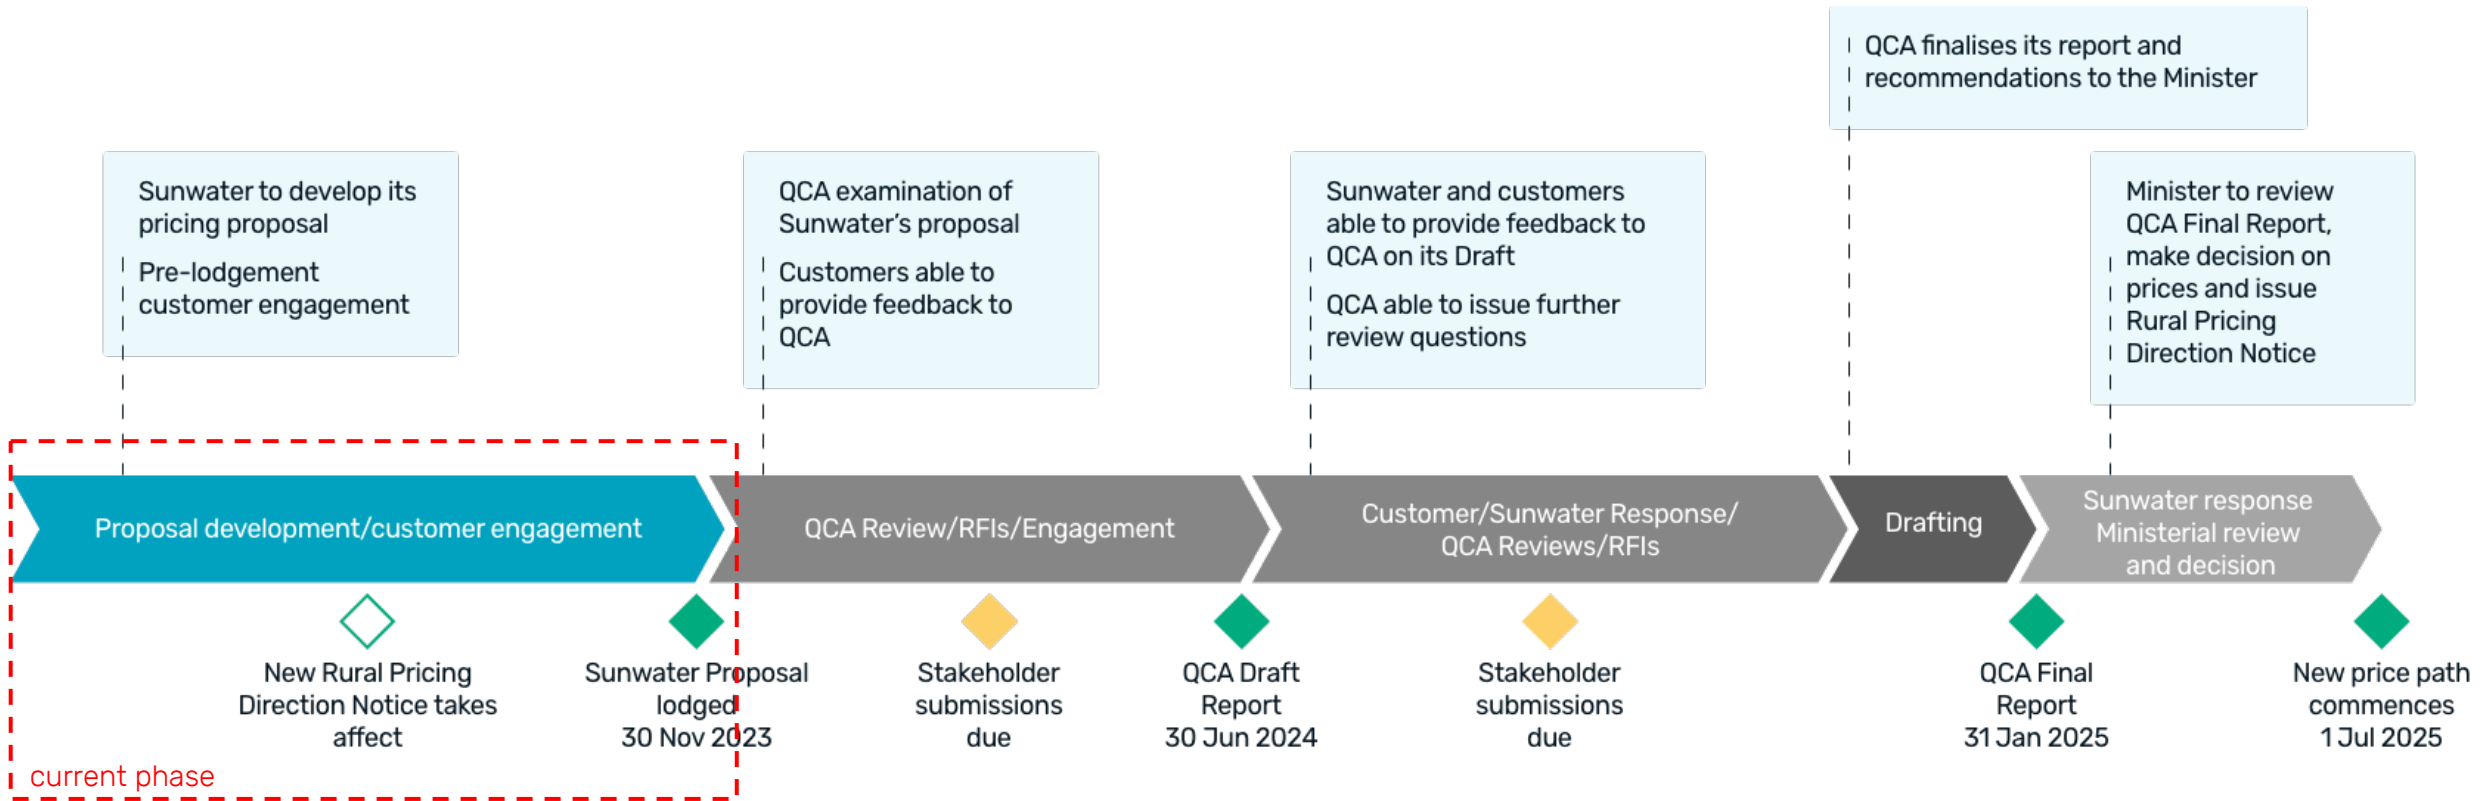 QCA finalises its report and
recommendations to the Minister
Sunwater to develop its
pricing proposal
Pre-lodgement
customer engagement
QCA examination of
Sunwater's proposal
Customers able to
provide feedback to
QCA
Sunwater and customers
able to provide feedback to
QCA on its Draft
QCA able to issue further
review questions
Minister to review
QCA Final Report,
make decision on
prices and issue
Rural Pricing
Direction Notice
Proposal development/customer engagement
QCA Review/RFIs/Engagement
Customer/Sunwater Response/
QCA Reviews/RFIs
Drafting
Sunwater response
Ministerial review
and decision
New Rural Pricing
Direction Notice takes
affect
Sunwater Proposal
lodged
30 Nov 2023
Stakeholder
submissions
due
QCA Draft
Report
30 Jun 2024
Stakeholder
submissions
due
QCA Final
Report
31 Jan 2025
New price path
commences
1 Jul 2025
current phase